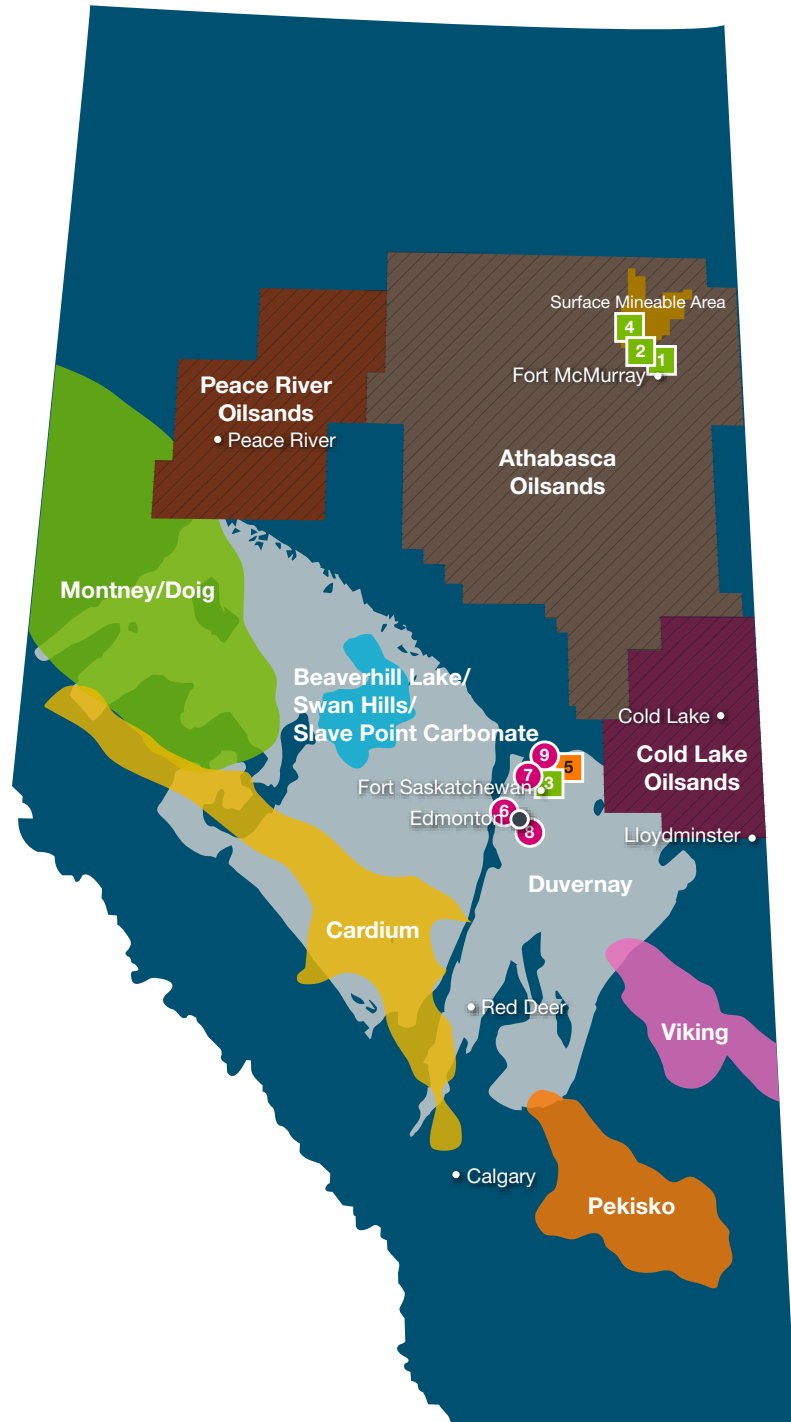 Surface Mineable Area
4
2
1
Fort McMurray
Peace River
Oilsands
Peace River
Athabasca
Oilsands
Montney/Doig
Beaverhill Lake/
Swan Hills/
Slave Point Carbonate
Cold Lake
Cold Lake
Oilsands
9
5
7
3
Fort Saskatchewan
6
Edmonton
8
Lloydminster
Duvernay
Cardium
Red Deer
Viking
Calgary
Pekisko